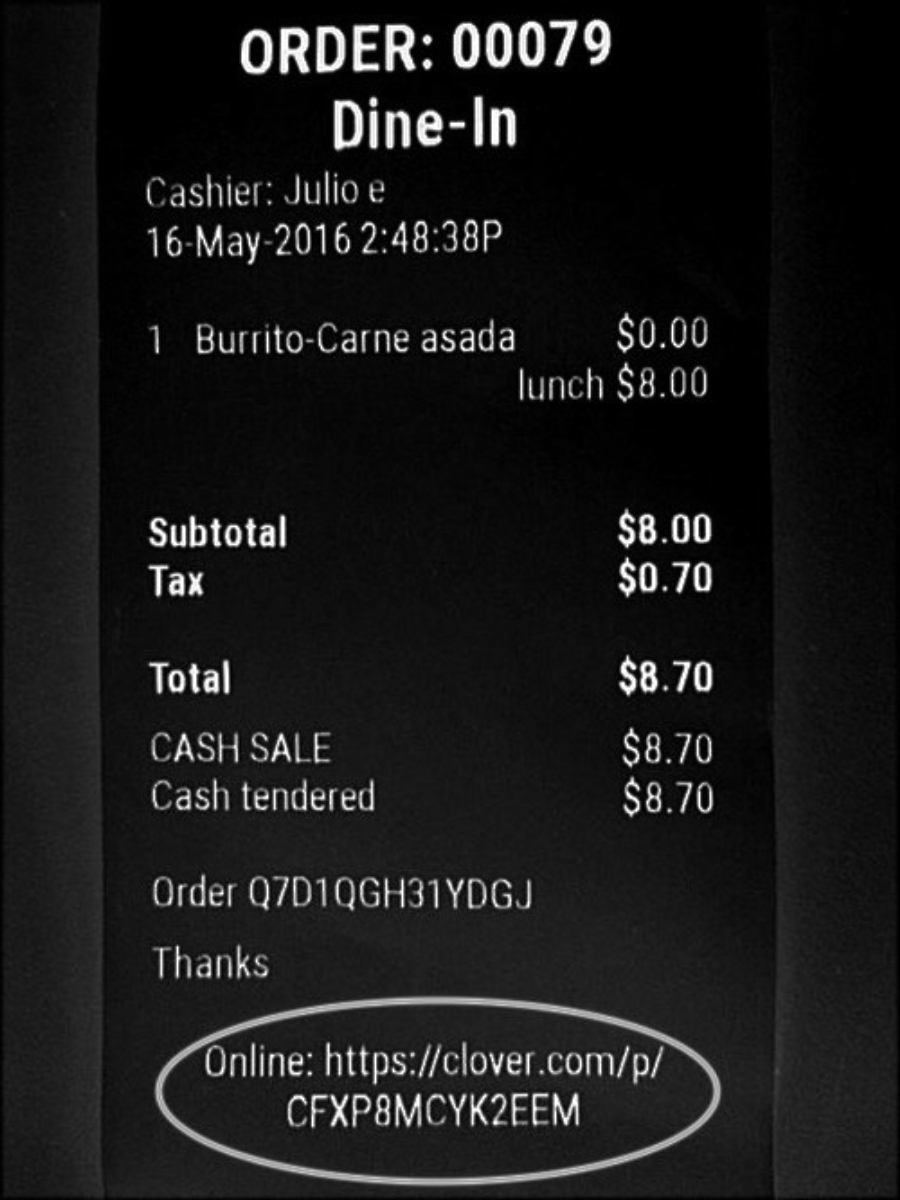 ORDER: 00079
Dine-In
Cashier: Julio e
16-May-2016 2:48:38P
1 Burrito-Carne asada $0.00
lunch $8.00
Subtotal $8.00
Tax $0.70
Total $8.70
CASH SALE $8.70
Cash tendered $8.70
Order Q7D1QGH31YDGJ
Thanks
Online: https://clover.com/p/
CFXP8MCYK2EEM